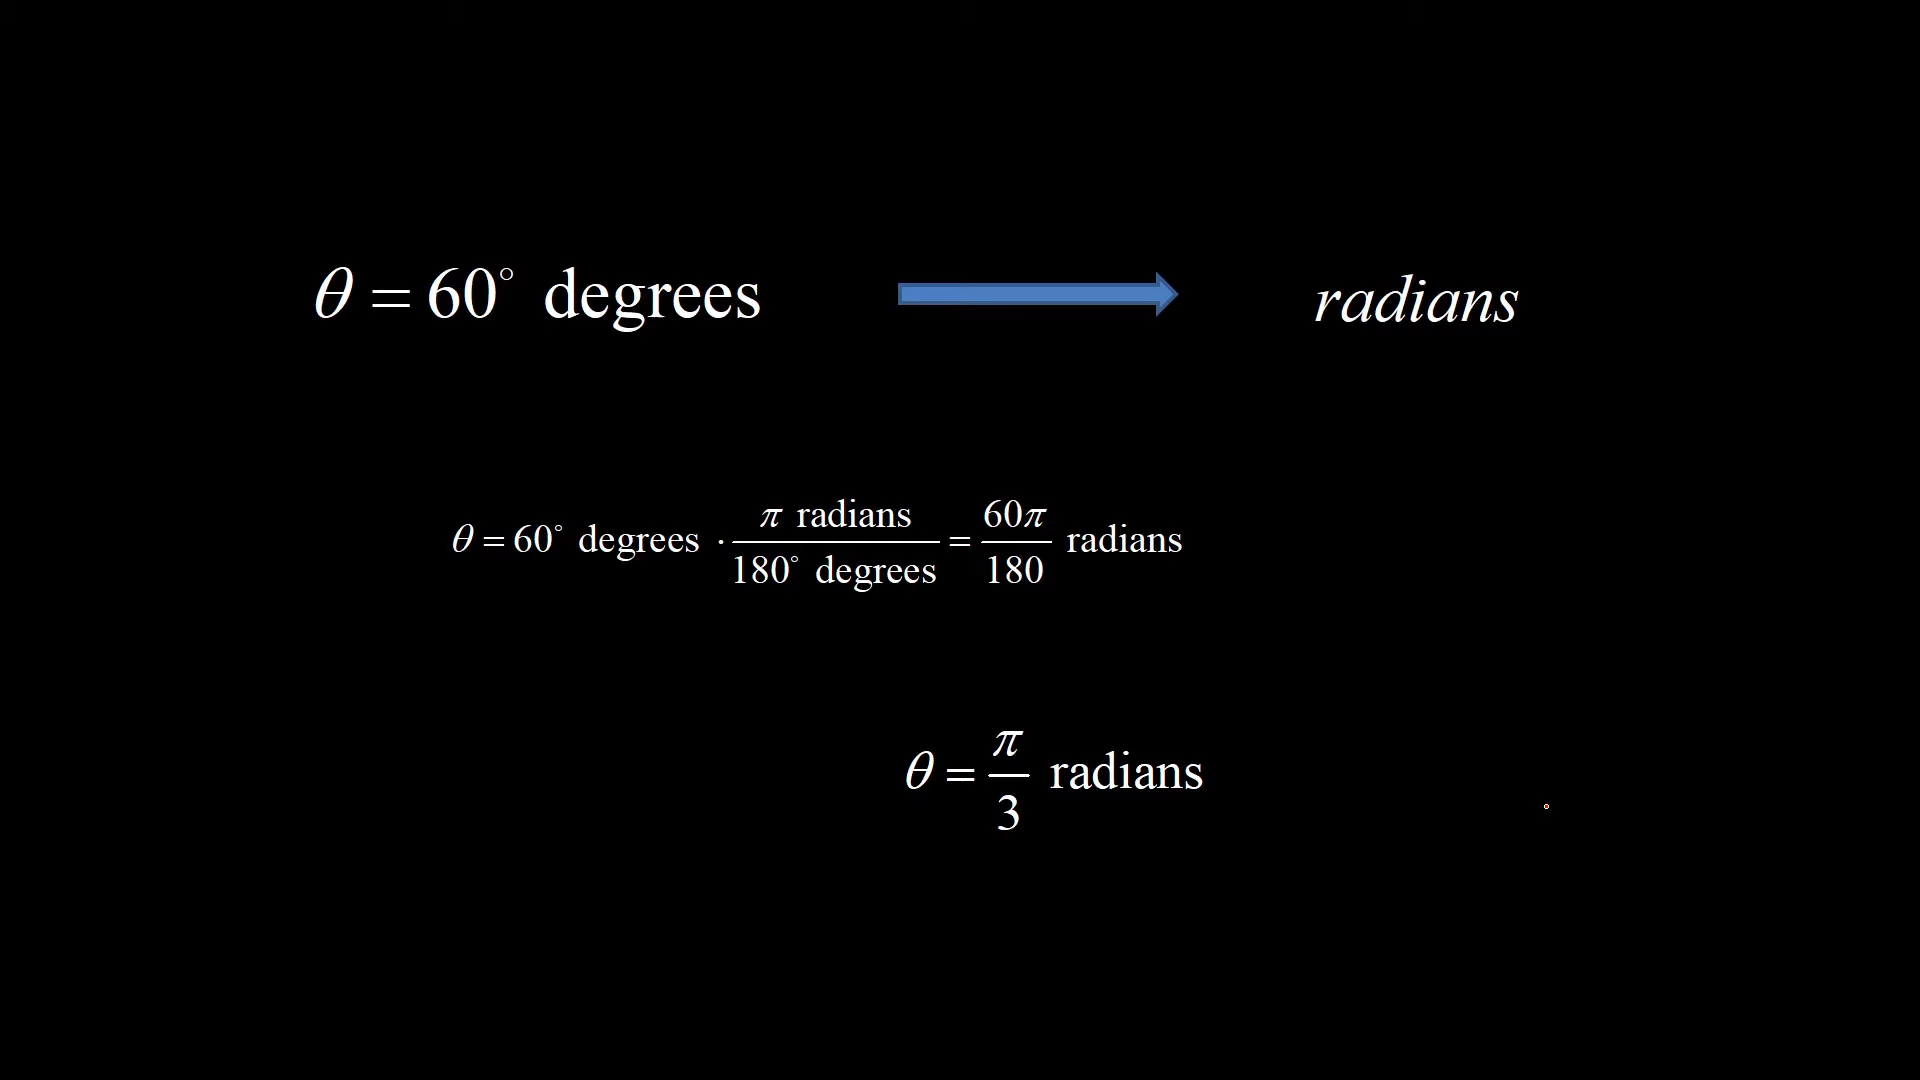 θ = 60° degrees radians
θ = 60° degrees · π radians / 180° degrees = 60π / 180 radians
θ = π / 3 radians